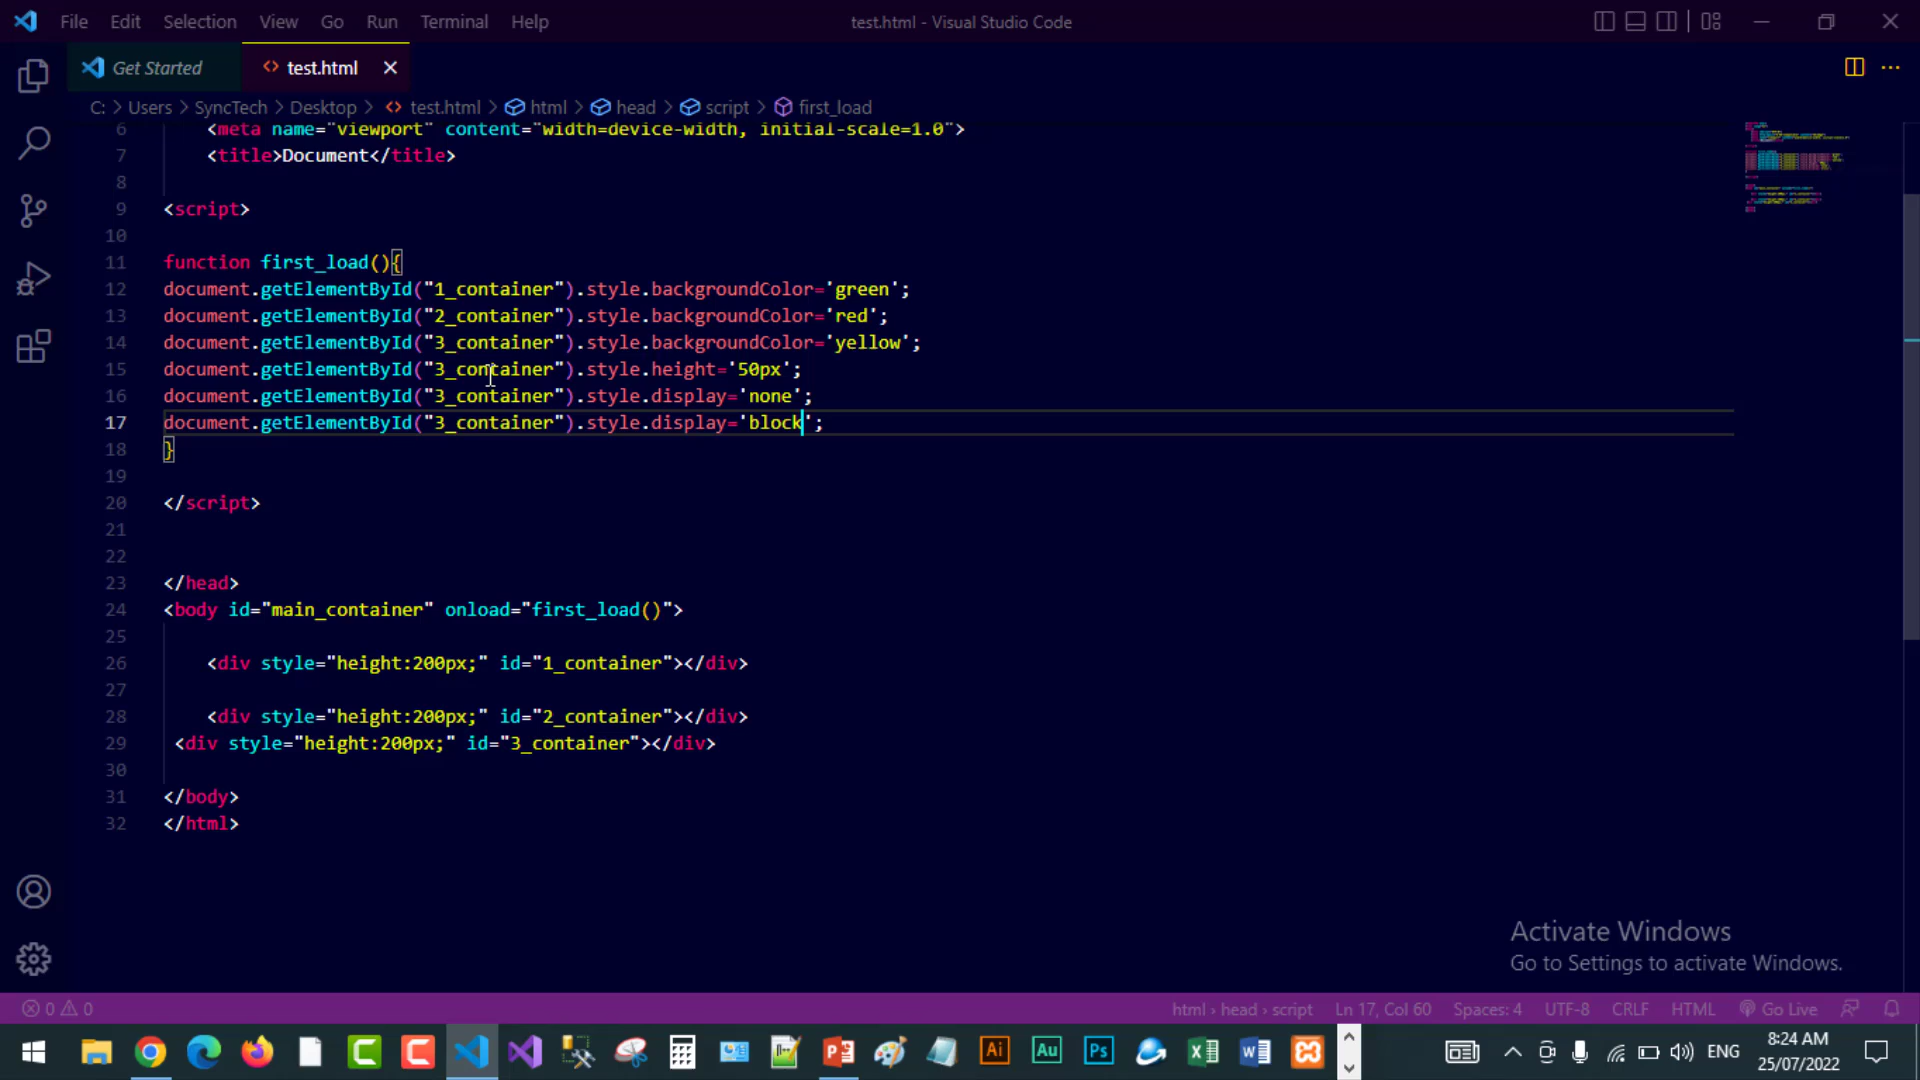 File Edit Selection View Go Run Terminal Help
test.html - Visual Studio Code
Get Started
<> test.html
C: > Users > SyncTech > Desktop > <> test.html > html > head > script > first_load
6 <meta name="viewport" content="width=device-width, initial-scale=1.0">
7 <title>Document</title>
8
9 <script>
10
11 function first_load(){
12 document.getElementById("1_container").style.backgroundColor='green';
13 document.getElementById("2_container").style.backgroundColor='red';
14 document.getElementById("3_container").style.backgroundColor='yellow';
15 document.getElementById("3_container").style.height='50px';
16 document.getElementById("3_container").style.display='none';
17 document.getElementById("3_container").style.display='block';
18 }
19
20 </script>
21
22
23 </head>
24 <body id="main_container" onload="first_load()">
25
26 <div style="height:200px;" id="1_container"></div>
27
28 <div style="height:200px;" id="2_container"></div>
29 <div style="height:200px;" id="3_container"></div>
30
31 </body>
32 </html>
Activate Windows
Go to Settings to activate Windows.
0 0
html > head > script Ln 17, Col 60 Spaces: 4 UTF-8 CRLF HTML Go Live
Ai Au Ps
ENG
8:24 AM
25/07/2022